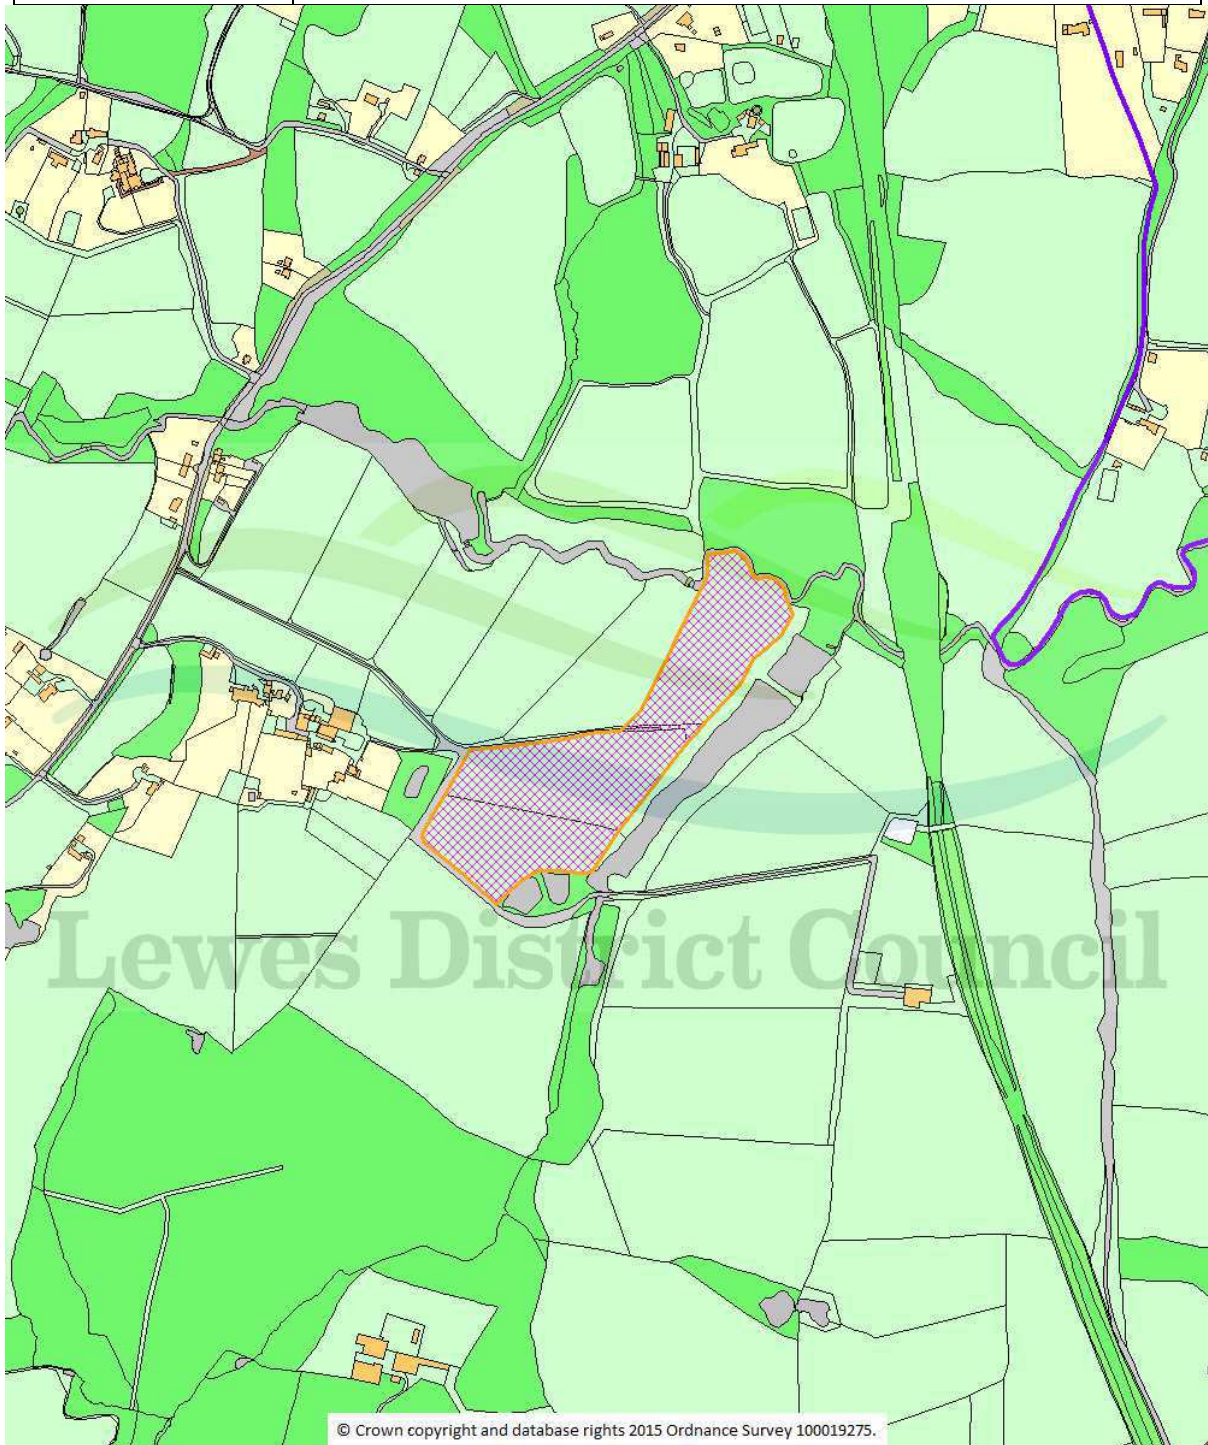 Lewes District Council
© Crown copyright and database rights 2015 Ordnance Survey 100019275.